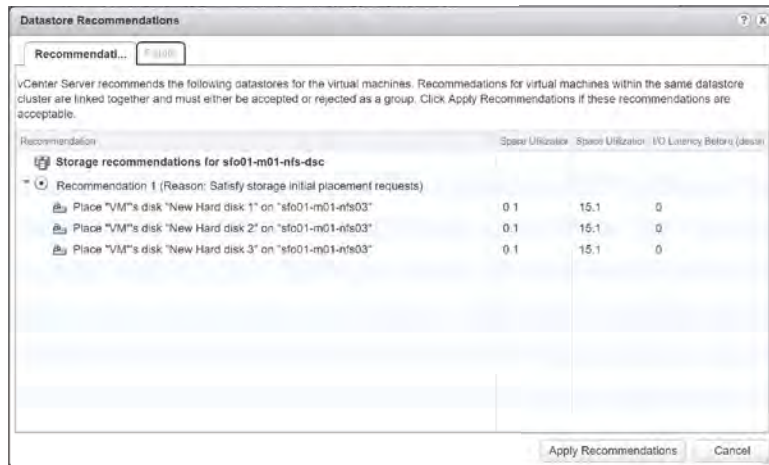 Datastore Recommendations
Recommendati... Faults
vCenter Server recommends the following datastores for the virtual machines. Recommedations for virtual machines within the same datastore
cluster are linked together and must either be accepted or rejected as a group. Click Apply Recommendations if these recommendations are
acceptable.
Recommendation Space Utilization Space Utilization I/O Latency Before (destin
Storage recommendations for sfo01-m01-nfs-dsc
Recommendation 1 (Reason: Satisfy storage initial placement requests)
Place "VM"'s disk "New Hard disk 1" on "sfo01-m01-nfs03" 0.1 15.1 0
Place "VM"'s disk "New Hard disk 2" on "sfo01-m01-nfs03" 0.1 15.1 0
Place "VM"'s disk "New Hard disk 3" on "sfo01-m01-nfs03" 0.1 15.1 0
Apply Recommendations Cancel